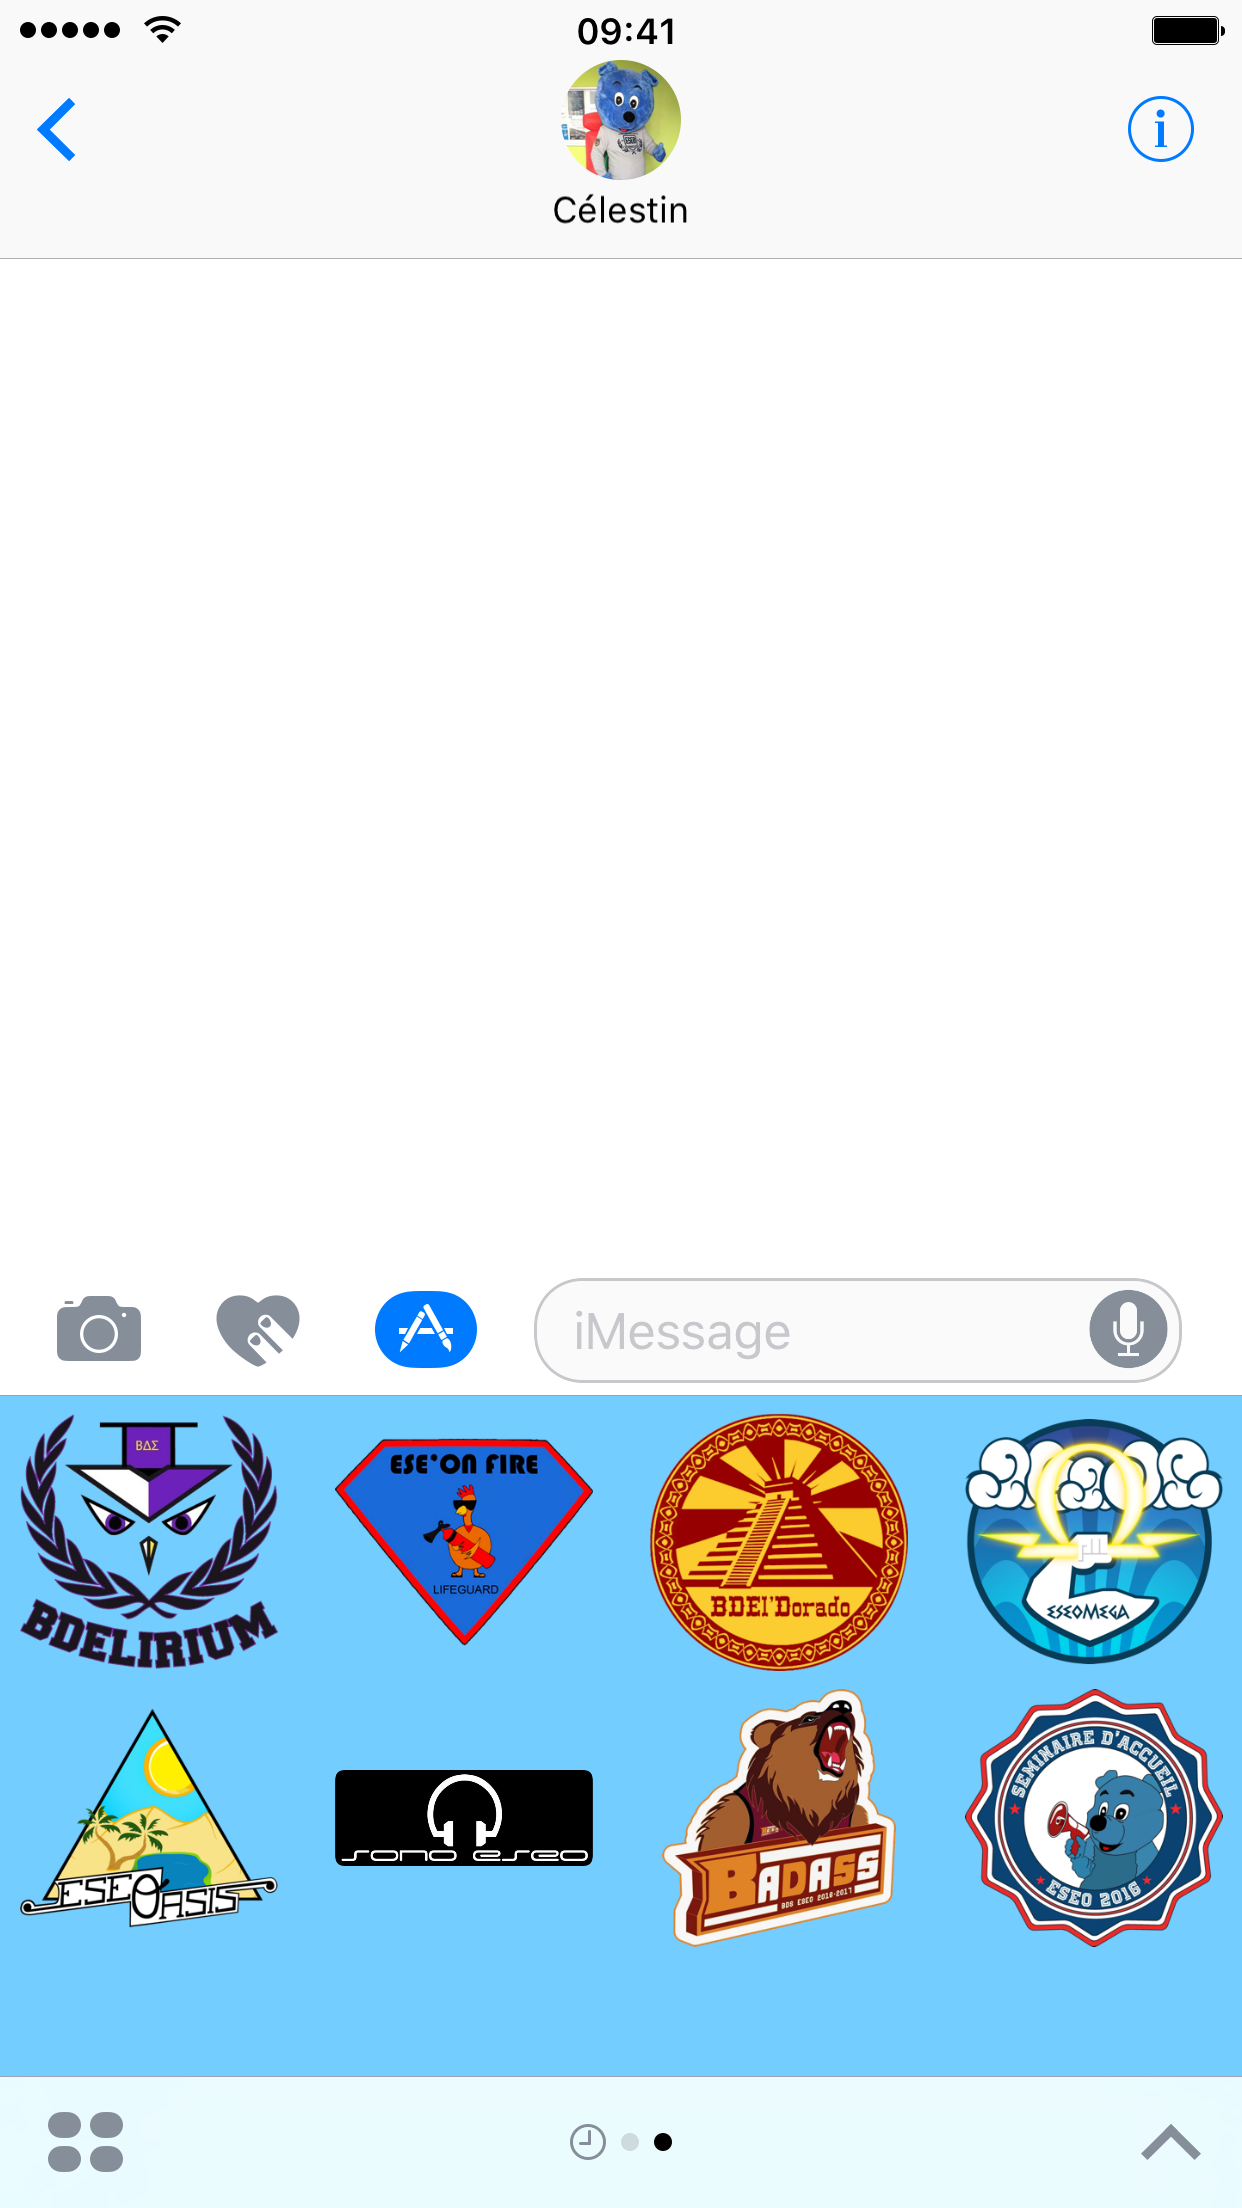 09:41
ESEO
Célestin
iMessage
ΒΔΣ
BDELIRIUM
ESE'ON FIRE
LIFEGUARD
BDEl'Dorado
ESEOMEGA
ESEOASIS
SONO ESEO
BADASS
BDS ESEO 2016-2017
SEMINAIRE D'ACCUEIL
ESEO 2016